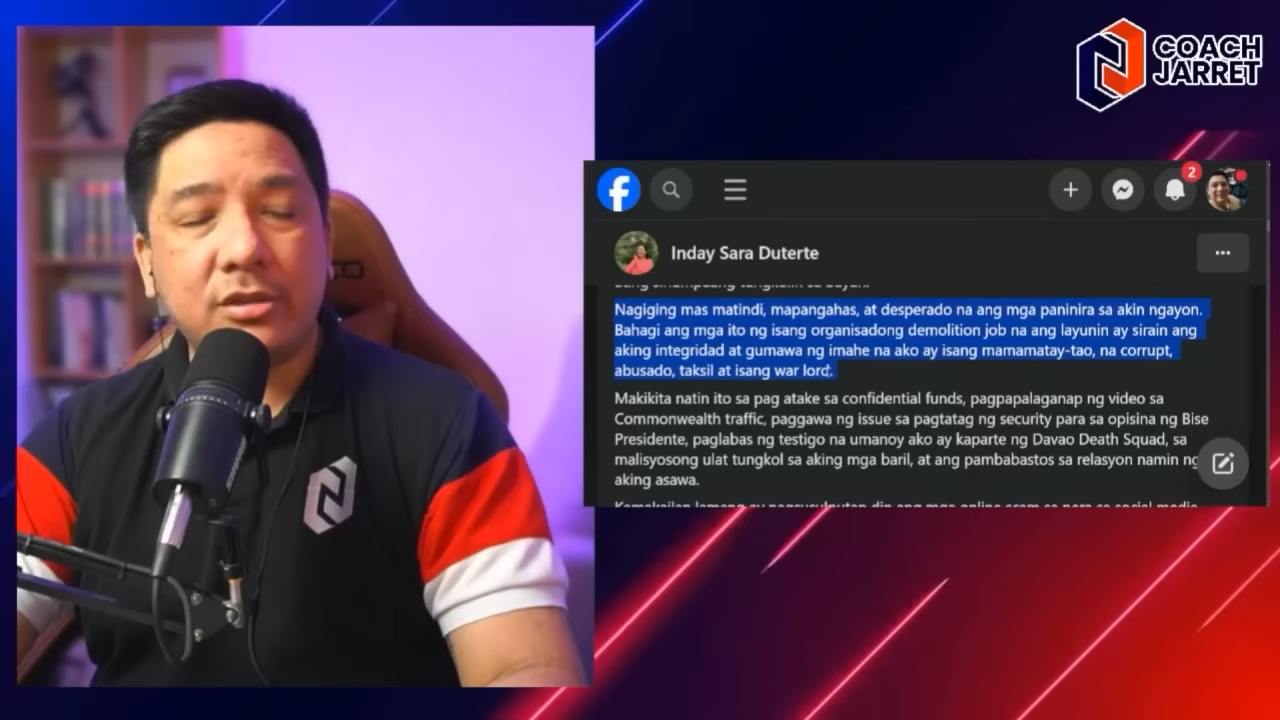 COACH
JARRET
2
Inday Sara Duterte
Nagiging mas matindi, mapangahas, at desperado na ang mga paninira sa akin ngayon.
Bahagi ang mga ito ng isang organisadong demolition job na ang layunin ay sirain ang
aking integridad at gumawa ng imahe na ako ay isang mamamatay-tao, na corrupt,
abusado, taksil at isang war lord.
Makikita natin ito sa pag atake sa confidential funds, pagpapalaganap ng video sa
Commonwealth traffic, paggawa ng issue sa pagtatag ng security para sa opisina ng Bise
Presidente, paglabas ng testigo na umanoy ako ay kaparte ng Davao Death Squad, sa
malisyosong ulat tungkol sa aking mga baril, at ang pambabastos sa relasyon namin ng
aking asawa.